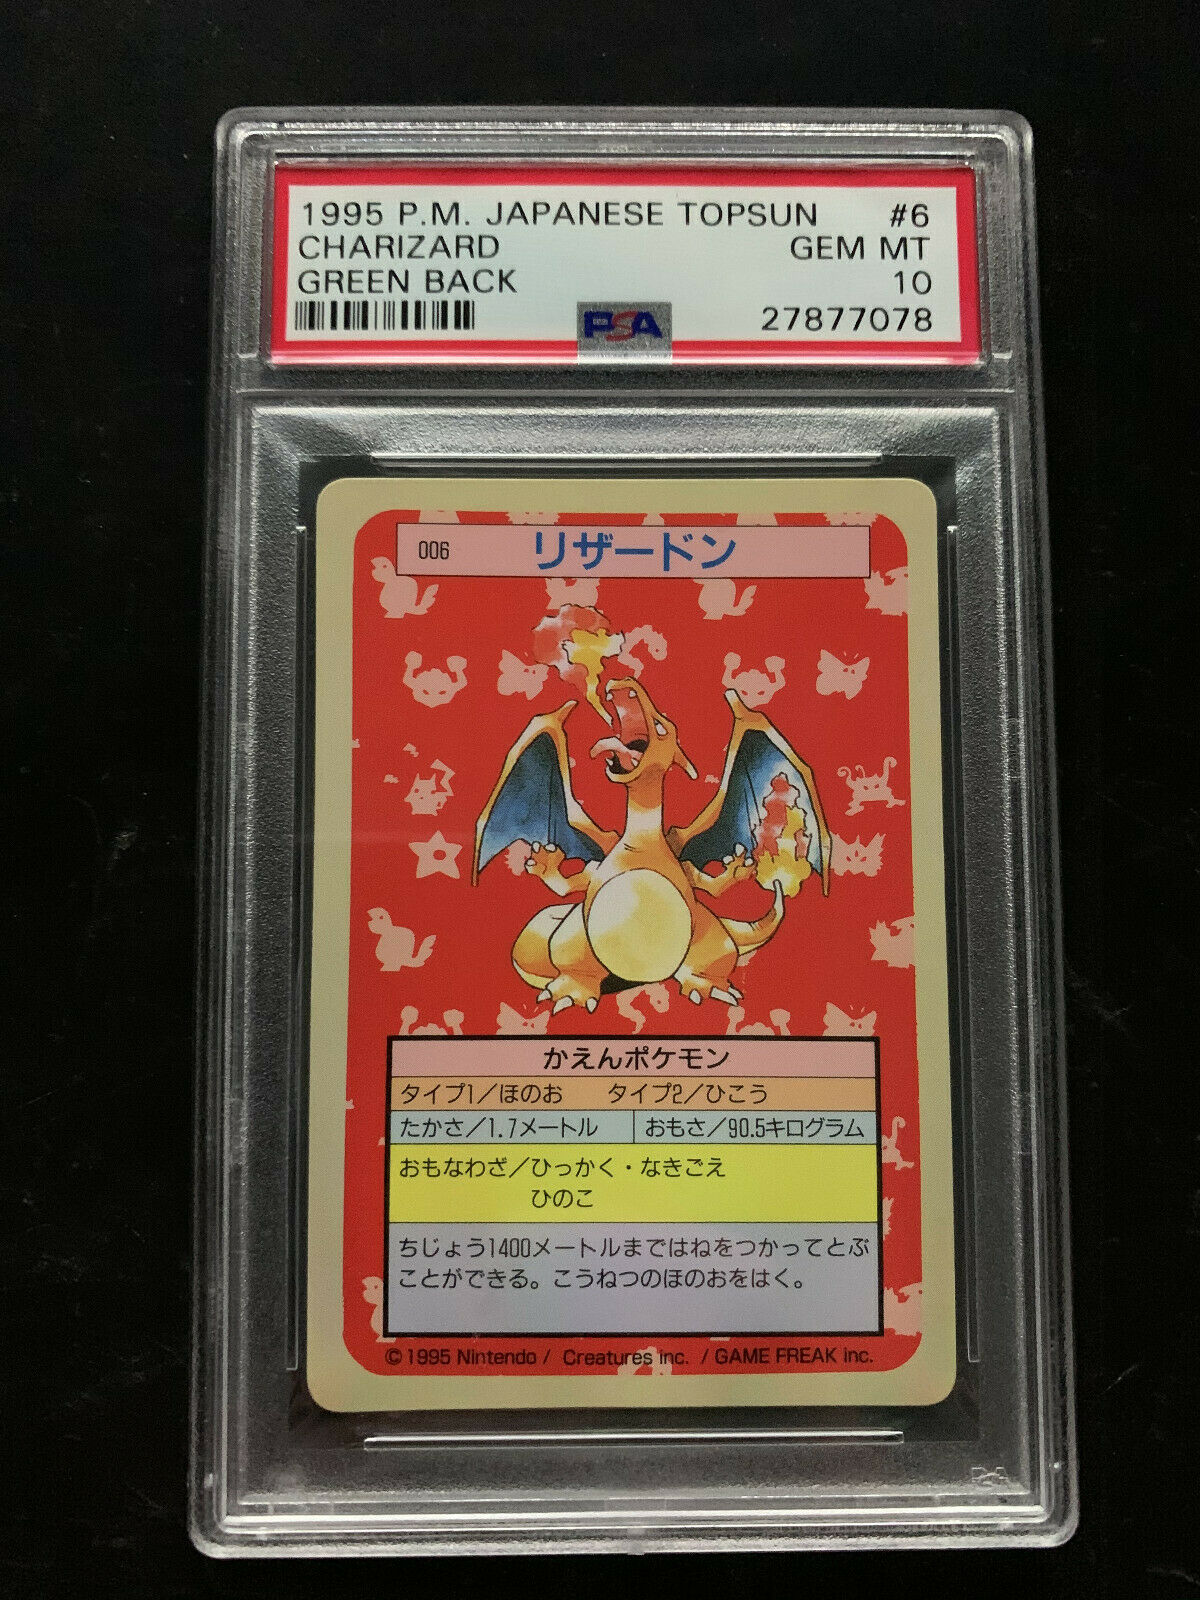 1995 P.M. JAPANESE TOPSUN #6
CHARIZARD GEM MT
GREEN BACK 10
PSA 27877078
006 リザードン
かえんポケモン
タイプ1/ほのお タイプ2/ひこう
たかさ/1.7メートル おもさ/90.5キログラム
おもなわざ/ひっかく・なきごえ
ひのこ
ちじょう1400メートルまではねをつかってとぶ
ことができる。こうねつのほのおをはく。
© 1995 Nintendo / Creatures inc. / GAME FREAK inc.
PSA